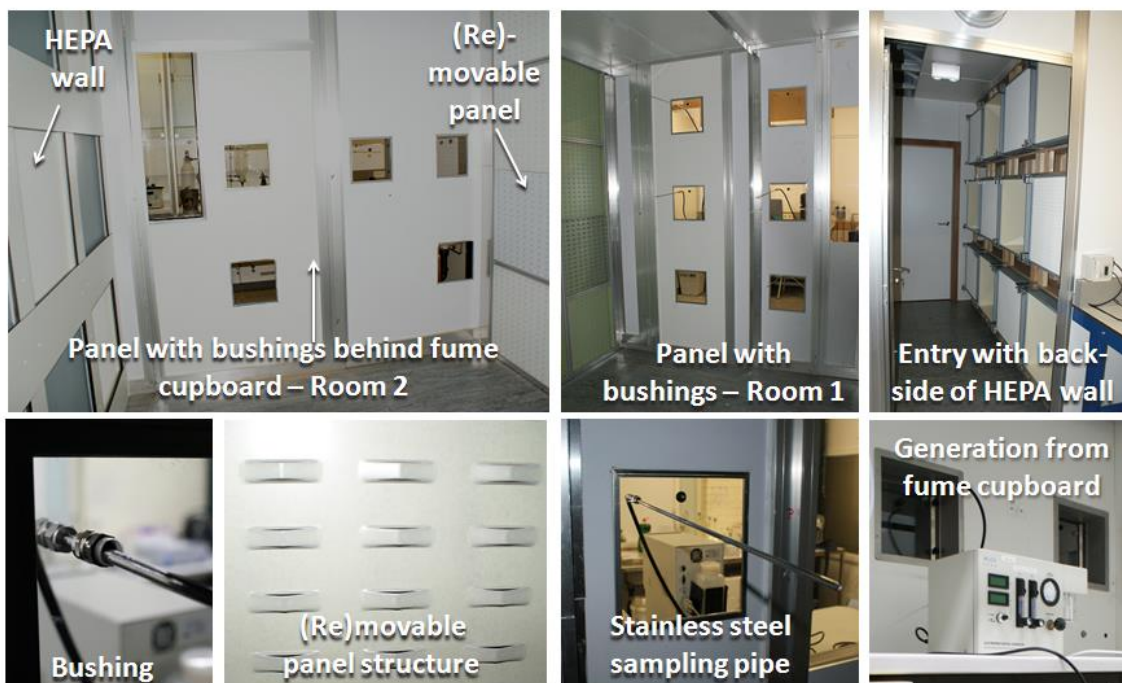 HEPA
wall
(Re)-
movable
panel
Panel with bushings behind fume
cupboard – Room 2
Panel with
bushings – Room 1
Entry with back-
side of HEPA wall
Bushing
(Re)movable
panel structure
Stainless steel
sampling pipe
Generation from
fume cupboard